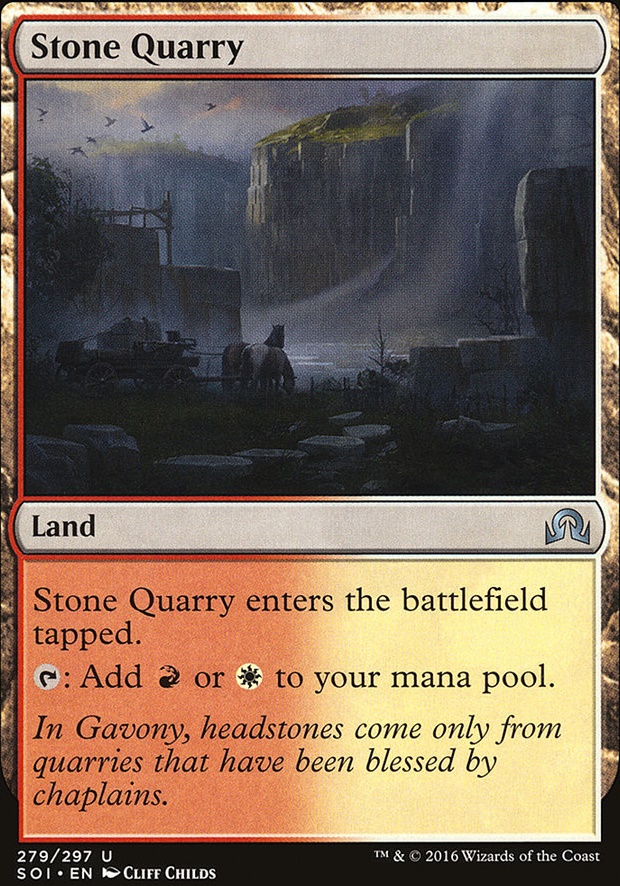 Stone Quarry
Land
Stone Quarry enters the battlefield
tapped.
: Add or to your mana pool.
In Gavony, headstones come only from
quarries that have been blessed by
chaplains.
279/297 U
SOI • EN Cliff Childs
™ & © 2016 Wizards of the Coast